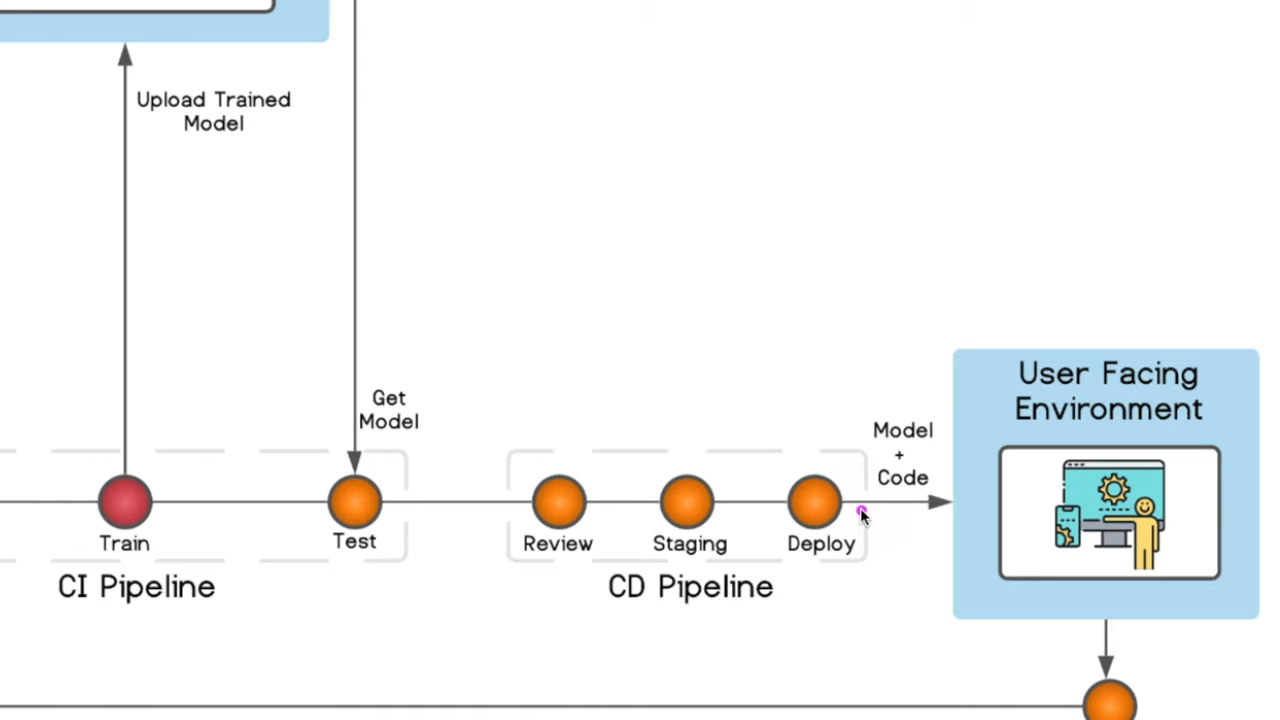 Upload Trained
Model
Get
Model
Model
+
Code
User Facing
Environment
Train
Test
Review
Staging
Deploy
CI Pipeline
CD Pipeline